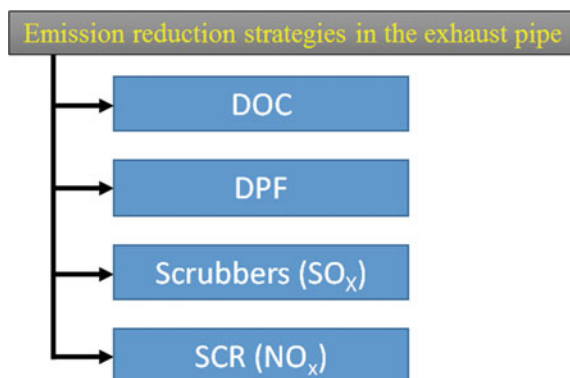 Emission reduction strategies in the exhaust pipe
DOC
DPF
Scrubbers (SOX)
SCR (NOx)